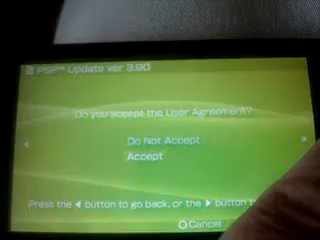 PSP™ Update ver 3.90
Do you accept the User Agreement?
Do Not Accept
Accept
Press the ◀ button to go back, or the ▶ button
Cancel